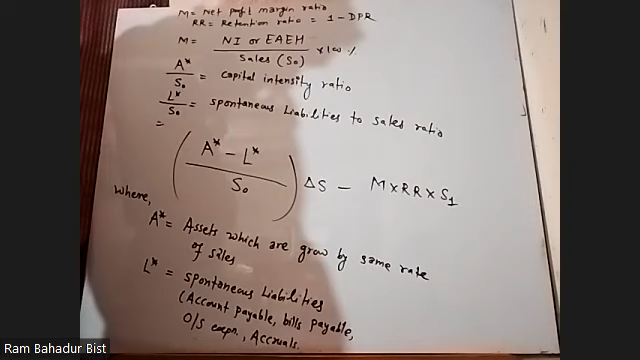 M = Net profit margin ratio
RR = Retention ratio = 1 - DPR
M = NI or EAEH / Sales (S₀) × 100 %
A*/S₀ = capital intensity ratio
L*/S₀ = spontaneous Liabilities to sales ratio
= ((A* - L*)/S₀) ΔS - M×RR×S₁
Where,
A* = Assets which are grow by same rate
of sales
L* = spontaneous Liabilities
(Account payable, bills payable,
O/S expn., Accruals.
Ram Bahadur Bist